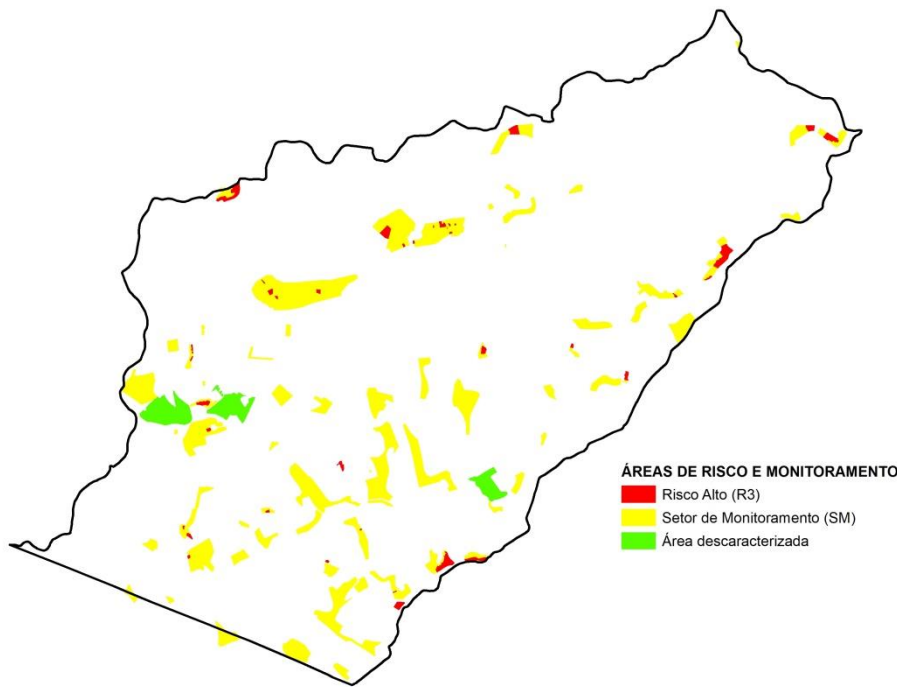 ÁREAS DE RISCO E MONITORAMENTO
Risco Alto (R3)
Setor de Monitoramento (SM)
Área descaracterizada